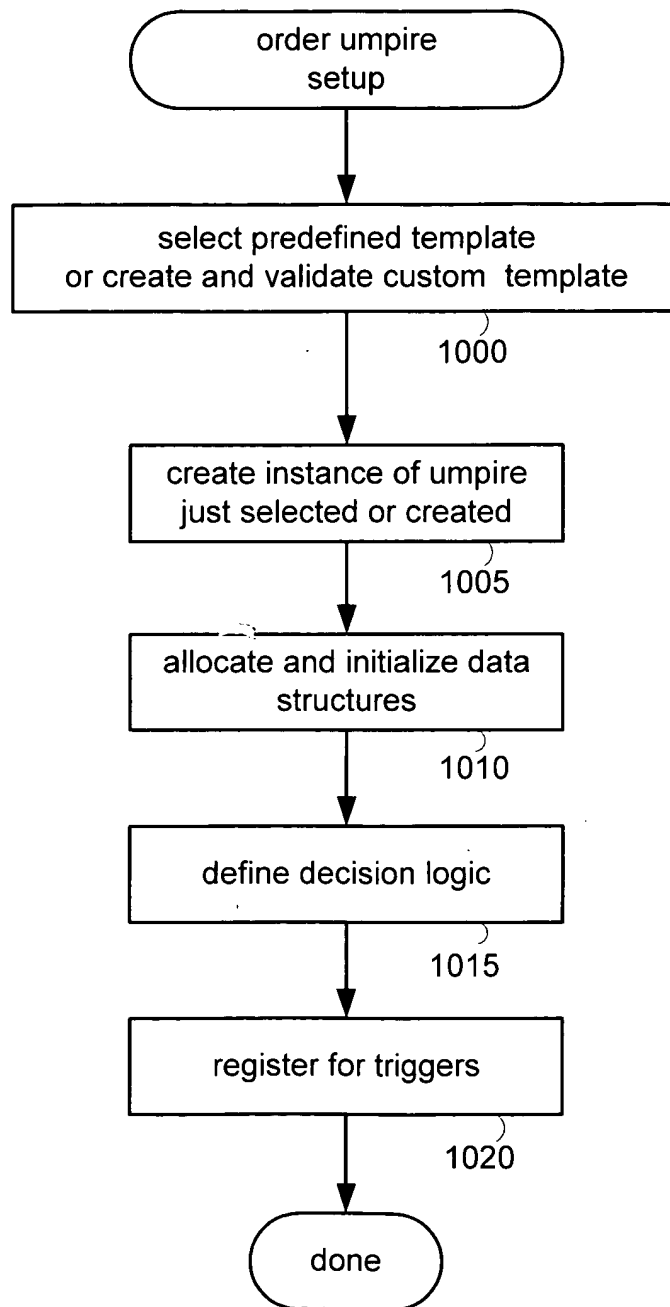 order umpire
setup
select predefined template
or create and validate custom template
1000
create instance of umpire
just selected or created
1005
allocate and initialize data
structures
1010
define decision logic
1015
register for triggers
1020
done